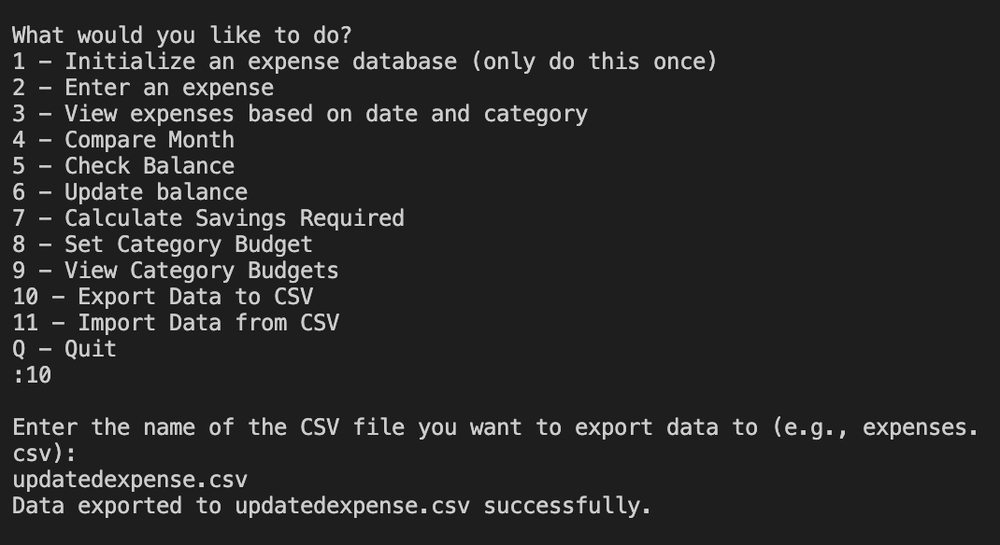 What would you like to do?
1 – Initialize an expense database (only do this once)
2 – Enter an expense
3 – View expenses based on date and category
4 – Compare Month
5 – Check Balance
6 – Update balance
7 – Calculate Savings Required
8 – Set Category Budget
9 – View Category Budgets
10 – Export Data to CSV
11 – Import Data from CSV
Q – Quit
:10
Enter the name of the CSV file you want to export data to (e.g., expenses.
csv):
updatedexpense.csv
Data exported to updatedexpense.csv successfully.